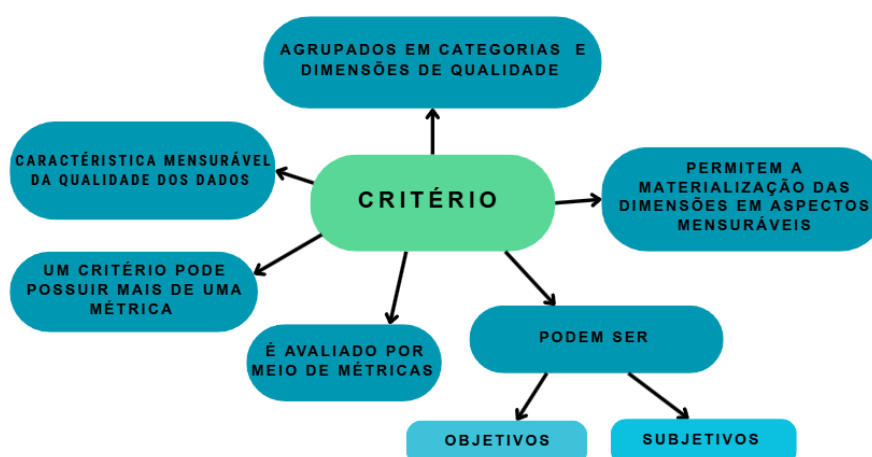 AGRUPADOS EM CATEGORIAS E
DIMENSÕES DE QUALIDADE
CARACTÉRISTICA MENSURÁVEL
DA QUALIDADE DOS DADOS
CRITÉRIO
PERMITEM A
MATERIALIZAÇÃO DAS
DIMENSÕES EM ASPECTOS
MENSURÁVEIS
UM CRITÉRIO PODE
POSSUIR MAIS DE UMA
MÉTRICA
É AVALIADO POR
MEIO DE MÉTRICAS
PODEM SER
OBJETIVOS
SUBJETIVOS